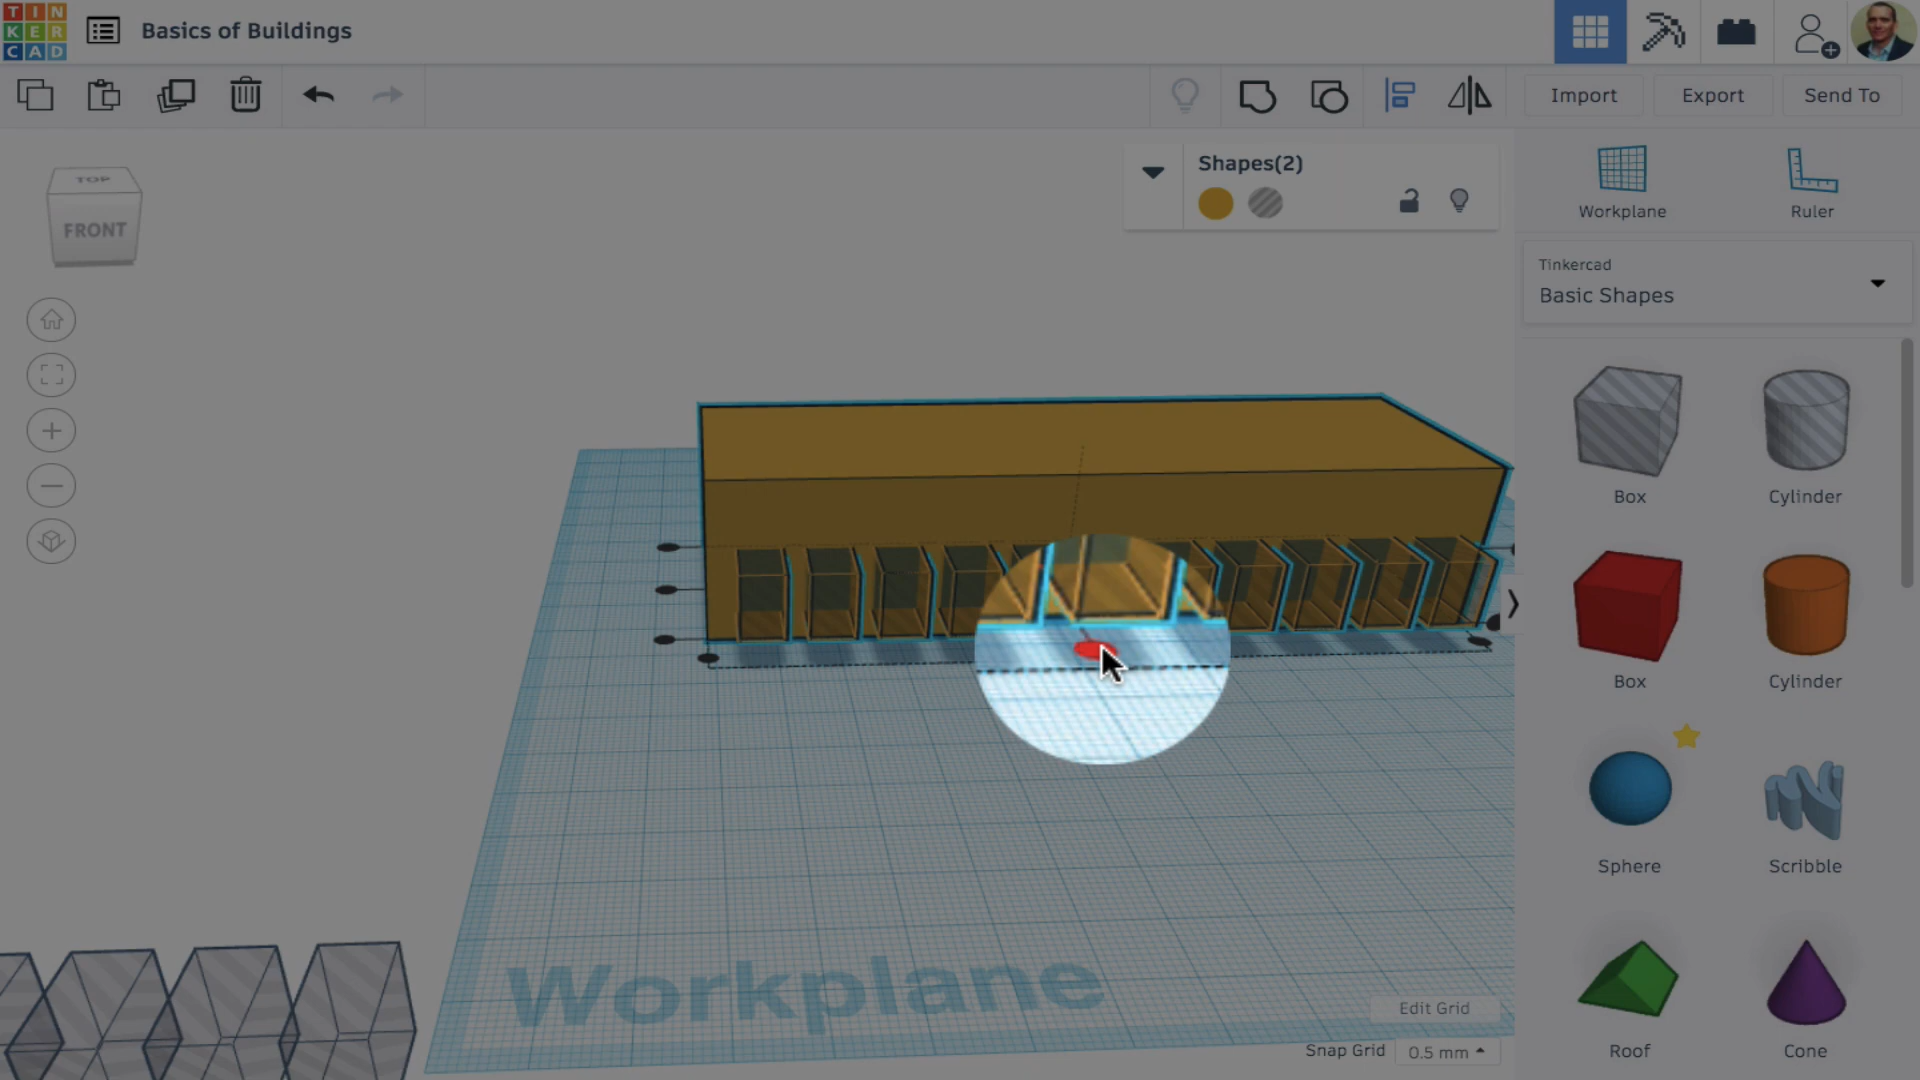 TIN
KER
CAD
Basics of Buildings
Import
Export
Send To
Shapes(2)
TOP
FRONT
Workplane
Ruler
Tinkercad
Basic Shapes
Box
Cylinder
Box
Cylinder
Sphere
Scribble
Roof
Cone
Workplane
Edit Grid
Snap Grid
0.5 mm